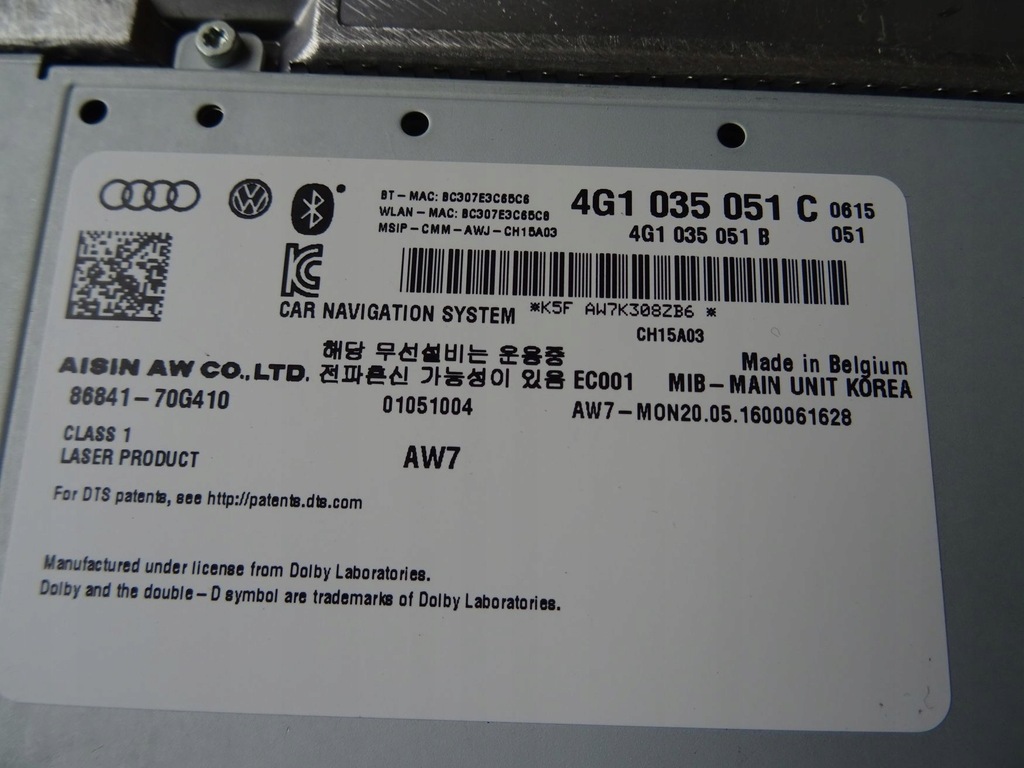 BT-MAC: BC307E3C65C6
WLAN-MAC: BC307E3C65C8
MSIP-CMM-AWJ-CH15A03
4G1 035 051 C 0615
4G1 035 051 B 051
CAR NAVIGATION SYSTEM *K5F AW7K308ZB6 *
CH15A03
해당 무선설비는 운용중
전파혼신 가능성이 있음
Made in Belgium
AISIN AW CO.,LTD. EC001 MIB-MAIN UNIT KOREA
86841-70G410 01051004 AW7-MON20.05.1600061628
CLASS 1
LASER PRODUCT AW7
For DTS patents, see http://patents.dts.com
Manufactured under license from Dolby Laboratories.
Dolby and the double-D symbol are trademarks of Dolby Laboratories.